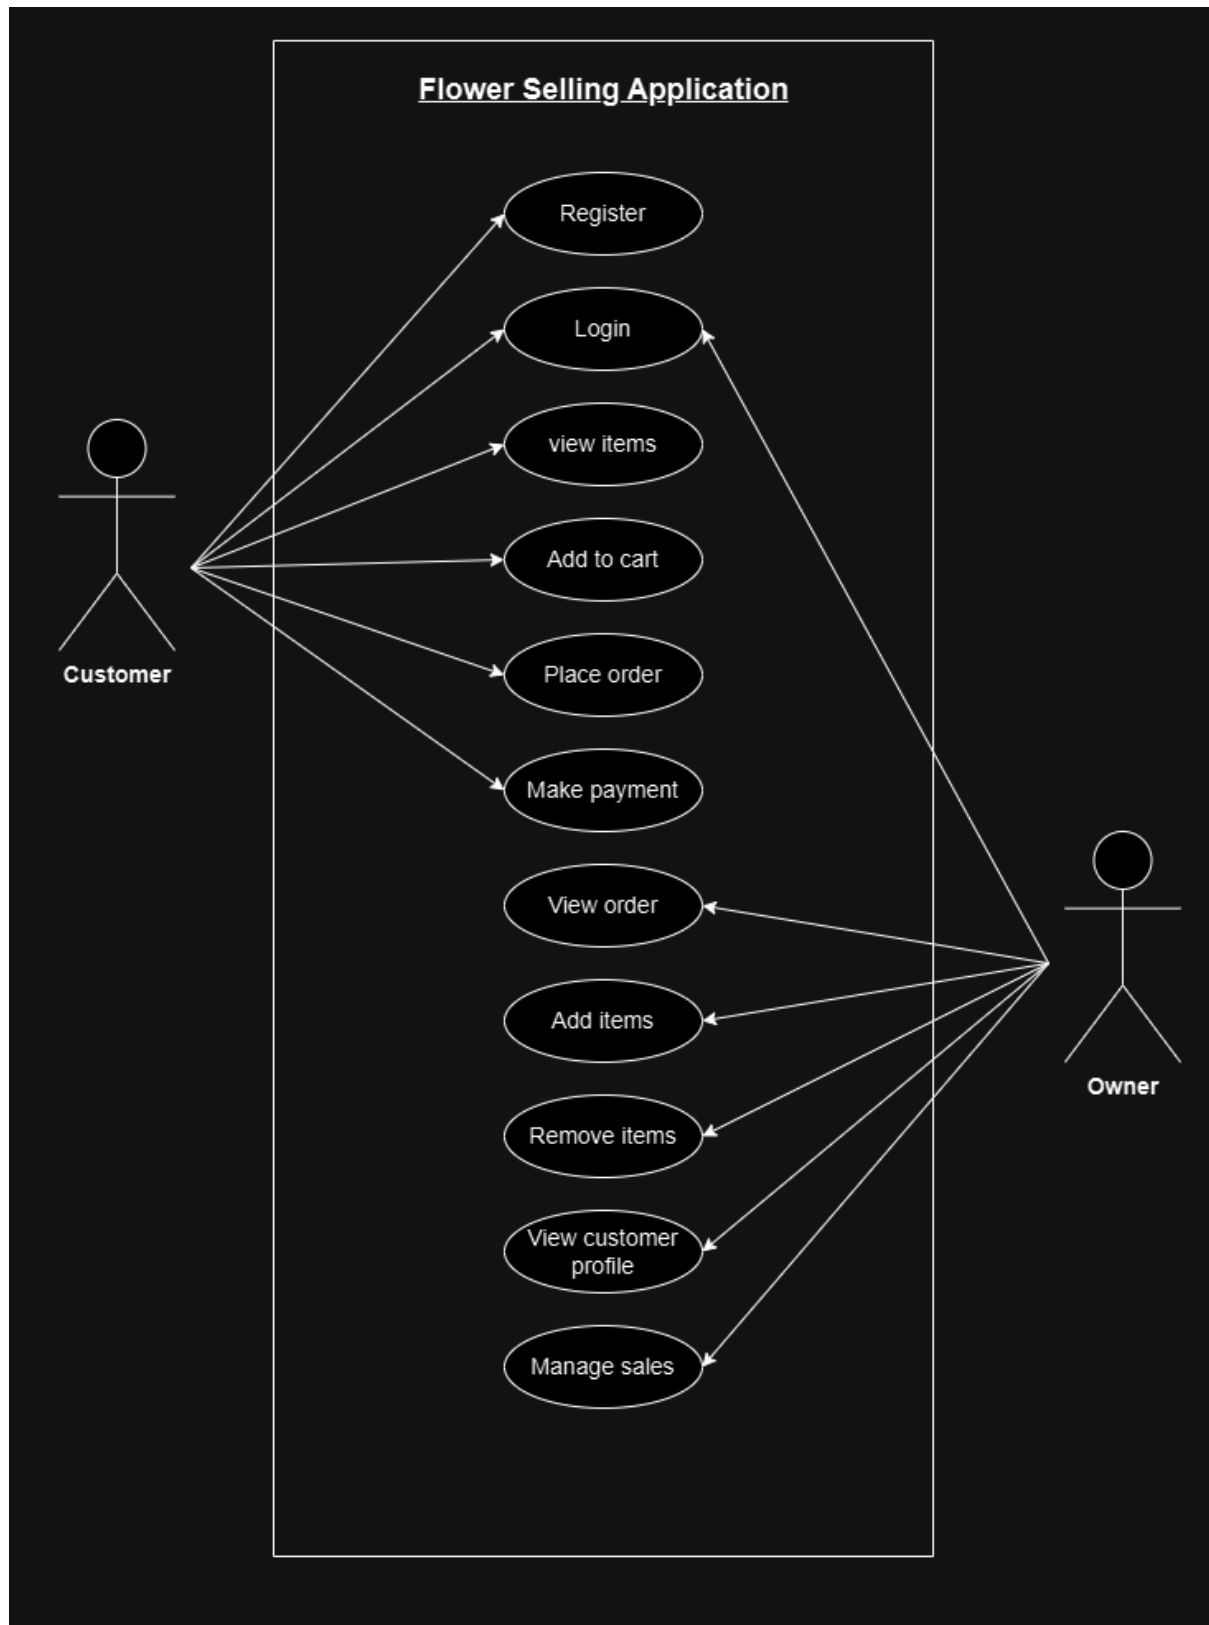 Flower Selling Application
Register
Login
view items
Add to cart
Place order
Customer
Make payment
View order
Add items
Owner
Remove items
View customer
profile
Manage sales